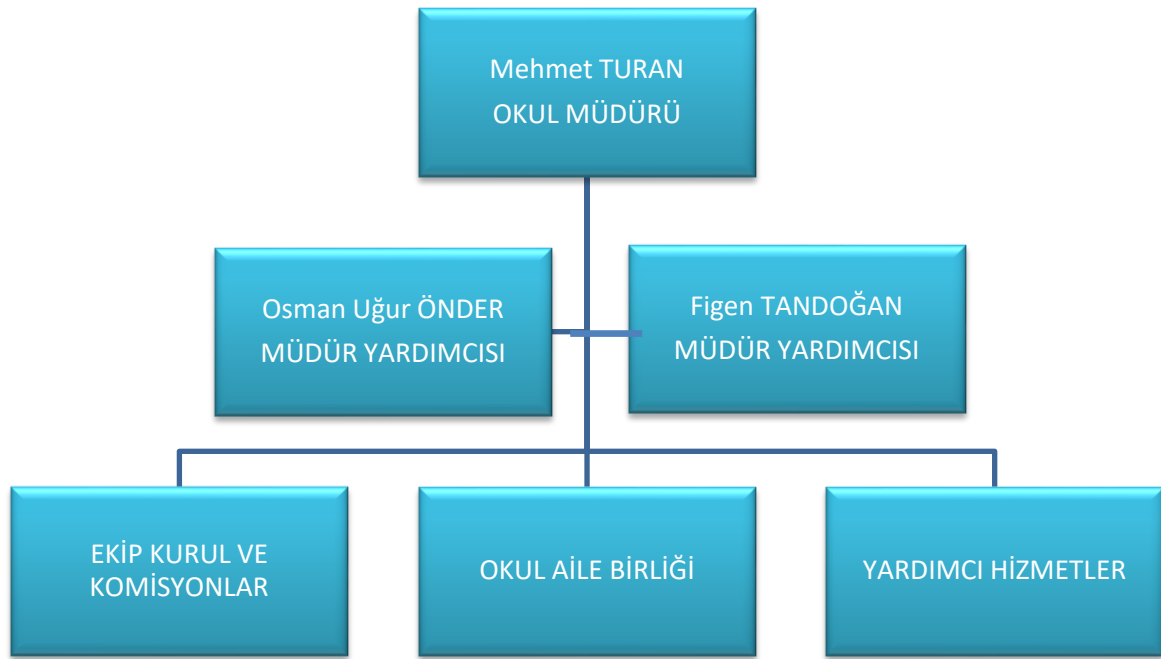 Mehmet TURAN
OKUL MÜDÜRÜ
Osman Uğur ÖNDER
MÜDÜR YARDIMCISI
Figen TANDOĞAN
MÜDÜR YARDIMCISI
EKİP KURUL VE
KOMİSYONLAR
OKUL AİLE BİRLİĞİ
YARDIMCI HİZMETLER